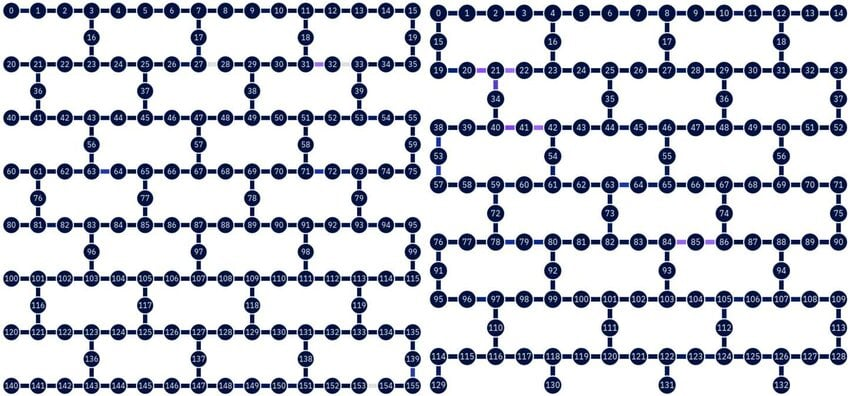 0 1 2 3 4 5 6 7 8 9 10 11 12 13 14 15
16 17 18 19
20 21 22 23 24 25 26 27 28 29 30 31 32 33 34 35
36 37 38 39
40 41 42 43 44 45 46 47 48 49 50 51 52 53 54 55
56 57 58 59
60 61 62 63 64 65 66 67 68 69 70 71 72 73 74 75
76 77 78 79
80 81 82 83 84 85 86 87 88 89 90 91 92 93 94 95
96 97 98 99
100 101 102 103 104 105 106 107 108 109 110 111 112 113 114 115
116 117 118 119
120 121 122 123 124 125 126 127 128 129 130 131 132 133 134 135
136 137 138 139
140 141 142 143 144 145 146 147 148 149 150 151 152 153 154 155
0 1 2 3 4 5 6 7 8 9 10 11 12 13 14
15 16 17 18
19 20 21 22 23 24 25 26 27 28 29 30 31 32 33
34 35 36 37
38 39 40 41 42 43 44 45 46 47 48 49 50 51 52
53 54 55 56
57 58 59 60 61 62 63 64 65 66 67 68 69 70 71
72 73 74 75
76 77 78 79 80 81 82 83 84 85 86 87 88 89 90
91 92 93 94
95 96 97 98 99 100 101 102 103 104 105 106 107 108 109
110 111 112 113
114 115 116 117 118 119 120 121 122 123 124 125 126 127 128
129 130 131 132